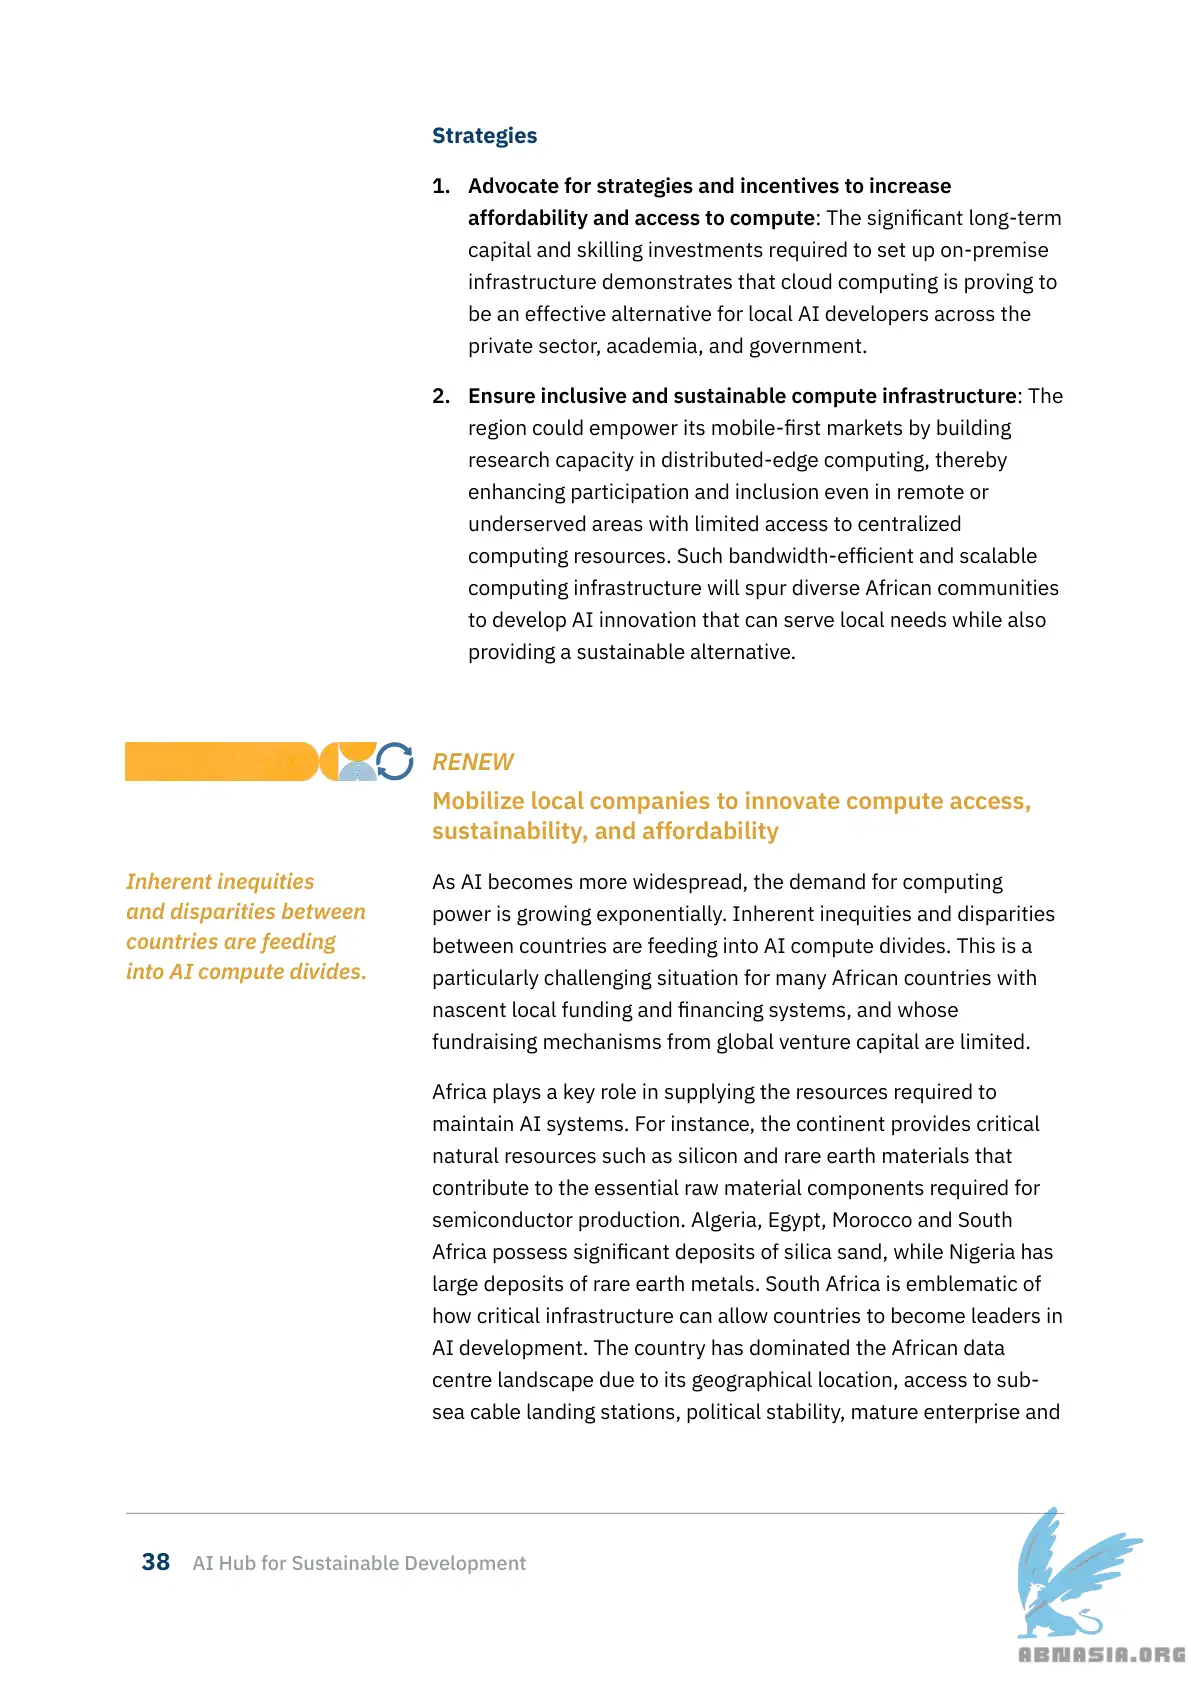 Strategies
1. Advocate for strategies and incentives to increase
affordability and access to compute: The significant long-term
capital and skilling investments required to set up on-premise
infrastructure demonstrates that cloud computing is proving to
be an effective alternative for local AI developers across the
private sector, academia, and government.
2. Ensure inclusive and sustainable compute infrastructure: The
region could empower its mobile-first markets by building
research capacity in distributed-edge computing, thereby
enhancing participation and inclusion even in remote or
underserved areas with limited access to centralized
computing resources. Such bandwidth-efficient and scalable
computing infrastructure will spur diverse African communities
to develop AI innovation that can serve local needs while also
providing a sustainable alternative.
RENEW
Mobilize local companies to innovate compute access,
sustainability, and affordability
Inherent inequities
and disparities between
countries are feeding
into AI compute divides.
As AI becomes more widespread, the demand for computing
power is growing exponentially. Inherent inequities and disparities
between countries are feeding into AI compute divides. This is a
particularly challenging situation for many African countries with
nascent local funding and financing systems, and whose
fundraising mechanisms from global venture capital are limited.
Africa plays a key role in supplying the resources required to
maintain AI systems. For instance, the continent provides critical
natural resources such as silicon and rare earth materials that
contribute to the essential raw material components required for
semiconductor production. Algeria, Egypt, Morocco and South
Africa possess significant deposits of silica sand, while Nigeria has
large deposits of rare earth metals. South Africa is emblematic of
how critical infrastructure can allow countries to become leaders in
AI development. The country has dominated the African data
centre landscape due to its geographical location, access to sub-
sea cable landing stations, political stability, mature enterprise and
38 AI Hub for Sustainable Development
ABNASIA.ORG